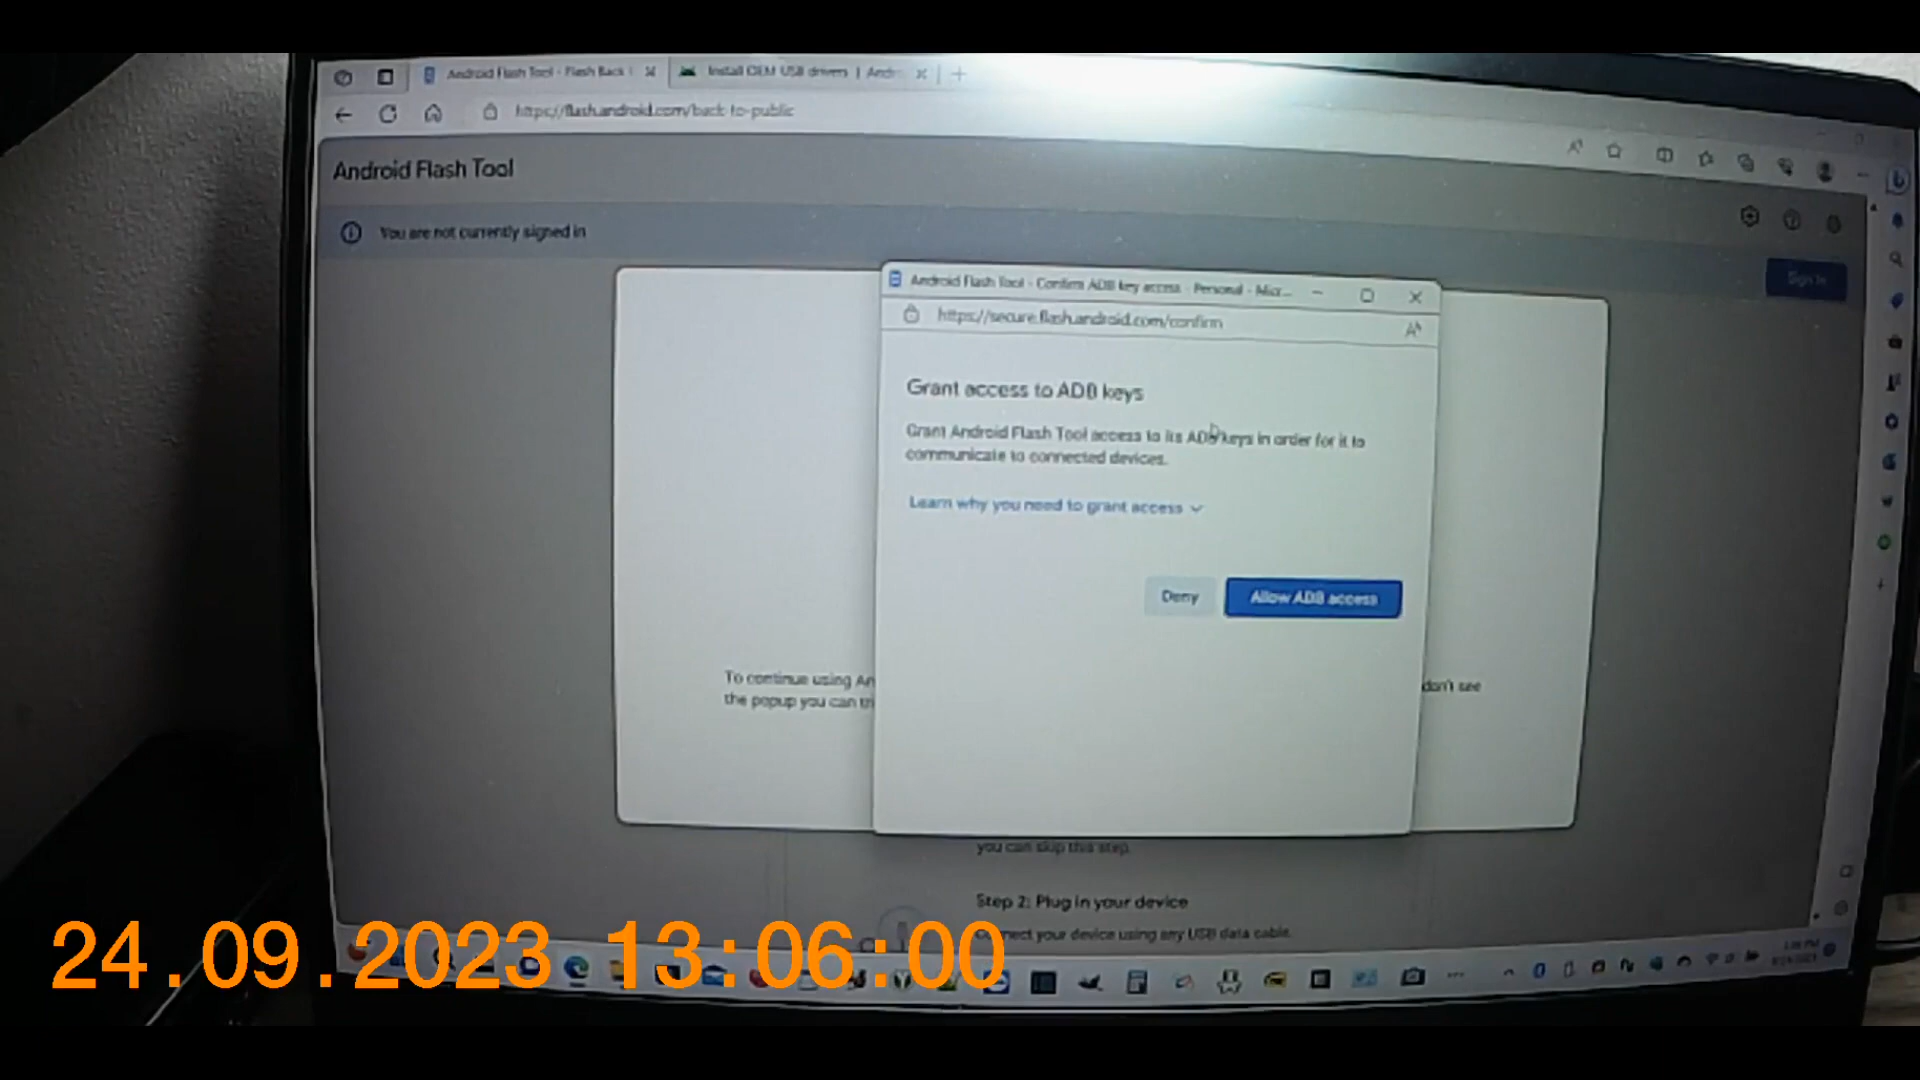 Android Flash Tool - Flash Back
Install OEM USB drivers | Andr
https://flash.android.com/back-to-public
Android Flash Tool
You are not currently signed in
Sign In
Android Flash Tool - Confirm ADB key access - Personal - Micr...
https://secure.flash.android.com/confirm
Grant access to ADB keys
Grant Android Flash Tool access to its ADB keys in order for it to
communicate to connected devices.
Learn why you need to grant access
Deny
Allow ADB access
To continue using An
don't see
the popup you can
you can skip this step.
Step 2: Plug in your device
your device using any USB data cable.
24.09.2023 13:06:00